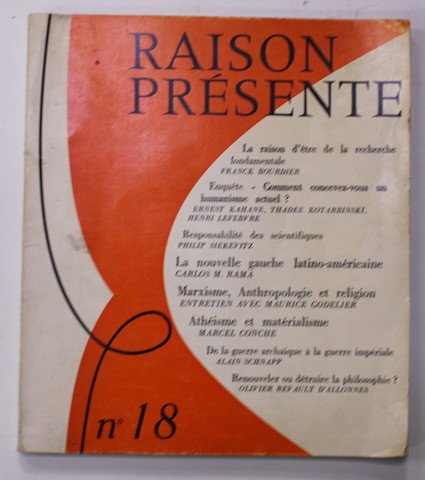 RAISON
PRÉSENTE
La raison d'être de la recherche
fondamentale
FRANCK BOURDIER
Enquête - Comment concevez-vous un
humanisme actuel ?
ERNEST KAHANE, THADEE KOTARBINSKI,
HENRI LEFEBVRE
Responsabilité des scientifiques
PHILIP SIEKEVITZ
La nouvelle gauche latino-américaine
CARLOS M. RAMA
Marxisme, Anthropologie et religion
ENTRETIEN AVEC MAURICE GODELIER
Athéisme et matérialisme
MARCEL CONCHE
De la guerre archaïque à la guerre impériale
ALAIN SCHNAPP
Renouveler ou détruire la philosophie ?
OLIVIER REVAULT D'ALLONNES
n° 18